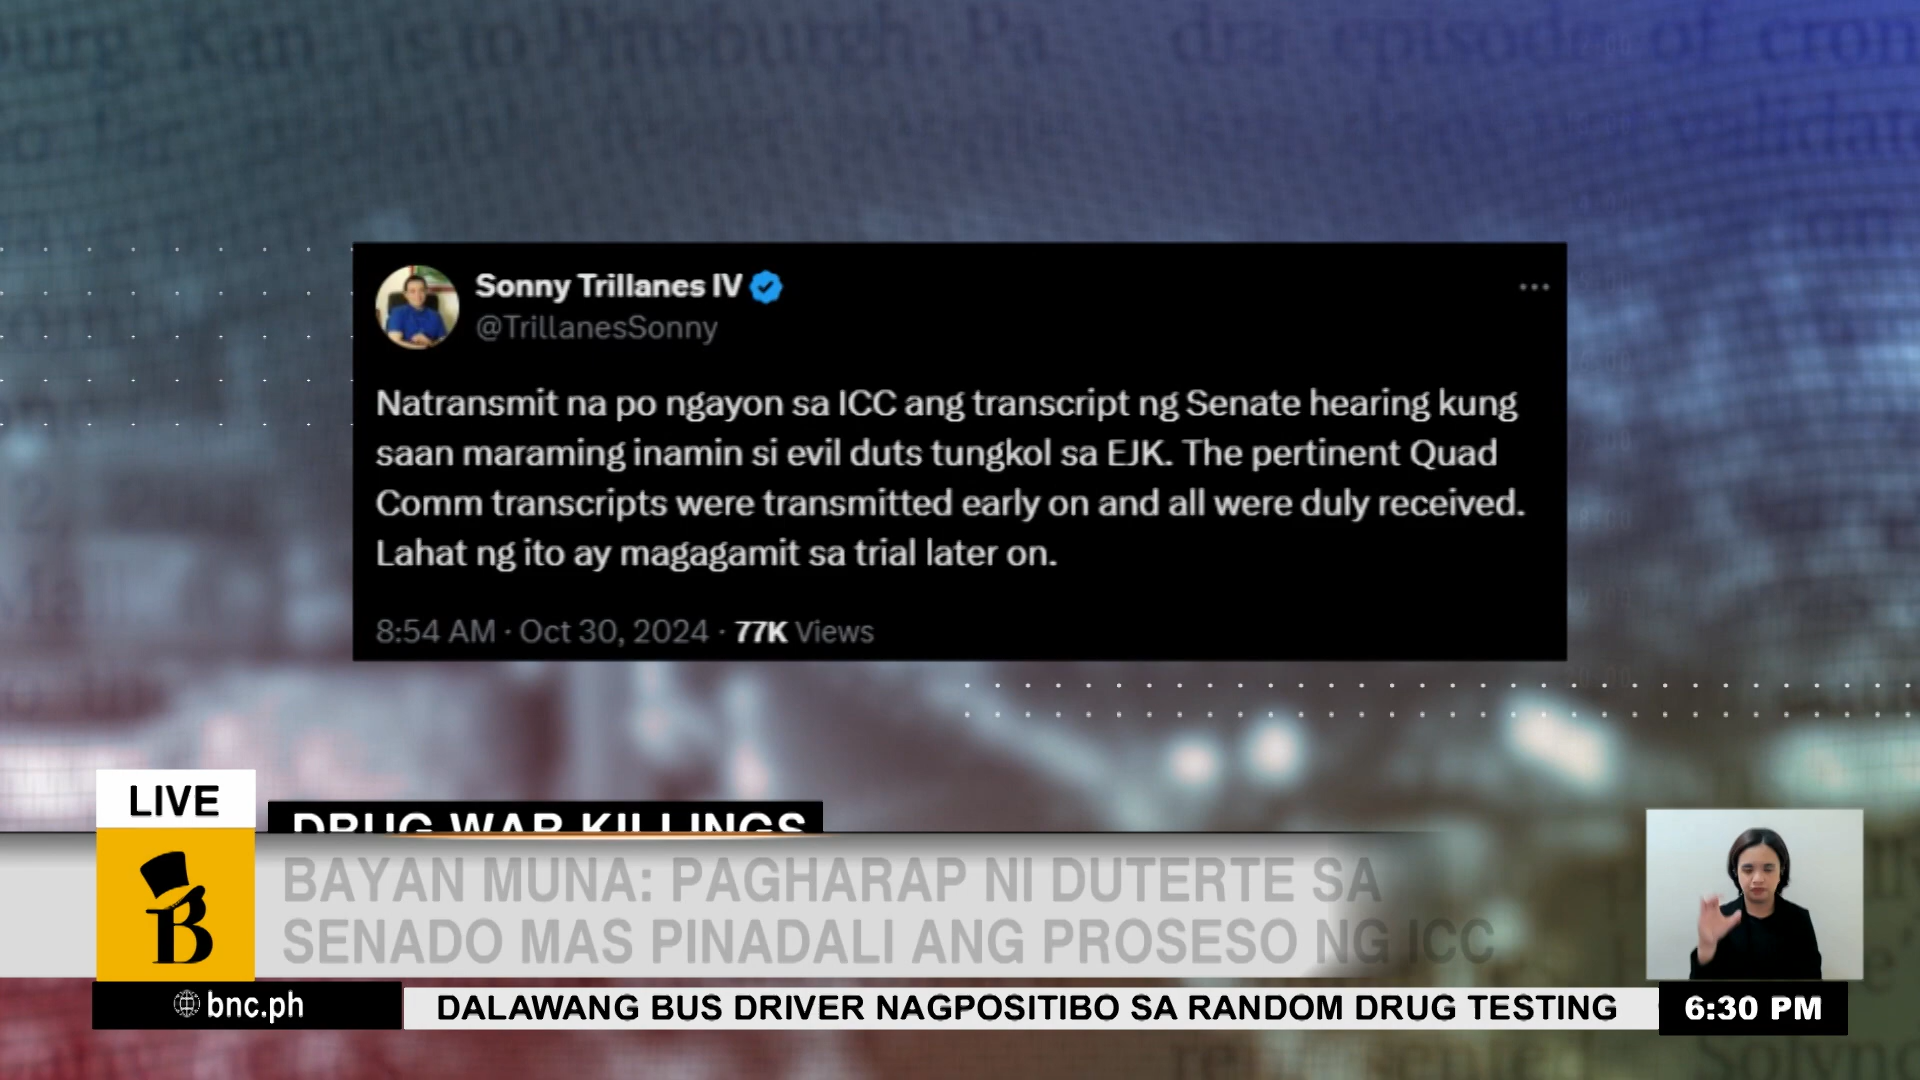 Sonny Trillanes IV
@TrillanesSonny
Natransmit na po ngayon sa ICC ang transcript ng Senate hearing kung
saan maraming inamin si evil duts tungkol sa EJK. The pertinent Quad
Comm transcripts were transmitted early on and all were duly received.
Lahat ng ito ay magagamit sa trial later on.
8:54 AM · Oct 30, 2024 · 77K Views
LIVE
DRUG WAR KILLINGS
BAYAN MUNA: PAGHARAP NI DUTERTE SA
SENADO MAS PINADALI ANG PROSESO NG ICC
B
bnc.ph
DALAWANG BUS DRIVER NAGPOSITIBO SA RANDOM DRUG TESTING
6:30 PM